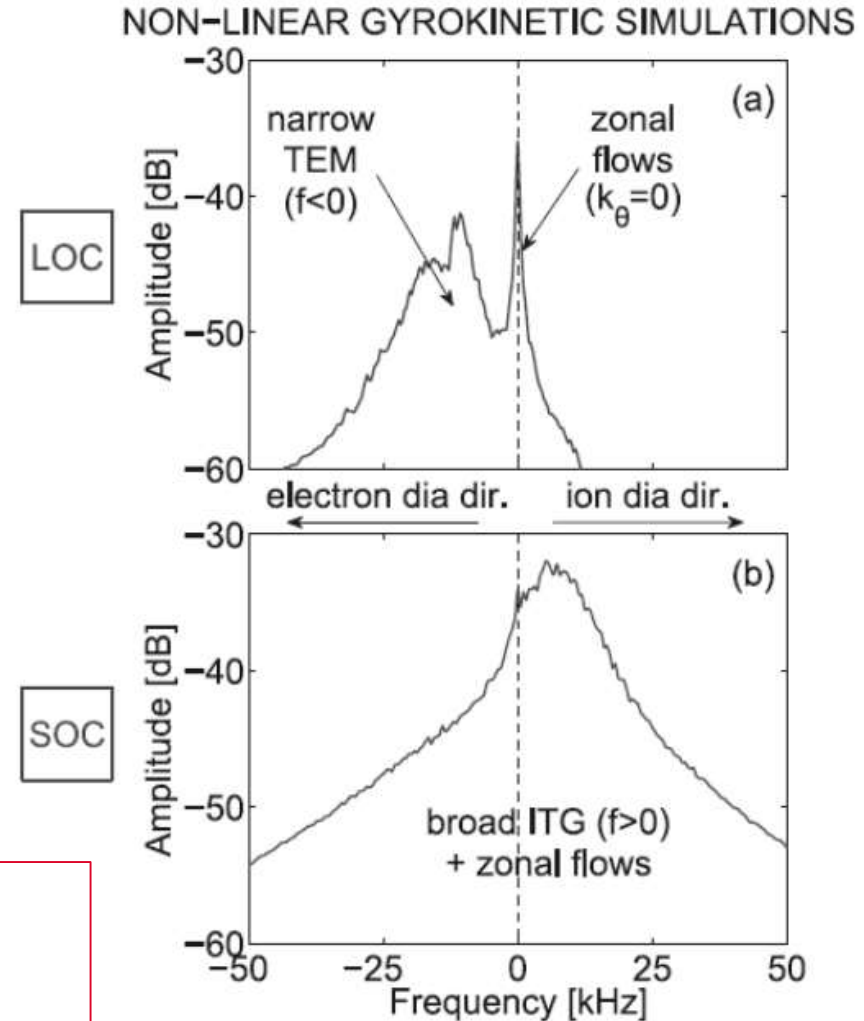 NON−LINEAR GYROKINETIC SIMULATIONS
−30
(a)
narrow
TEM
(f<0)
zonal
flows
(k_θ=0)
−40
LOC
Amplitude [dB]
−50
−60
electron dia dir.
ion dia dir.
−30
(b)
−40
SOC
Amplitude [dB]
−50
broad ITG (f>0)
+ zonal flows
−60
−50
−25
0
25
50
Frequency [kHz]